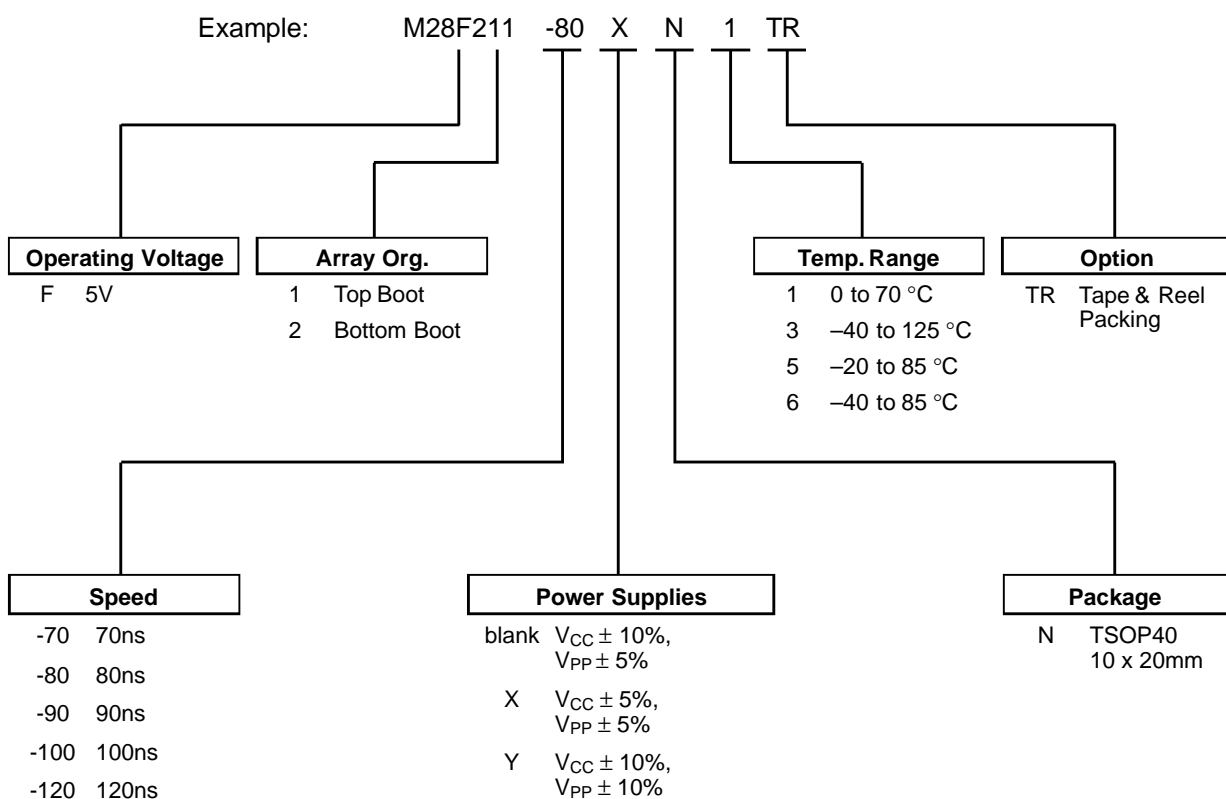 Example: M28F211 -80 X N 1 TR
Operating Voltage
F 5V
Array Org.
1 Top Boot
2 Bottom Boot
Temp. Range
1 0 to 70 °C
3 –40 to 125 °C
5 –20 to 85 °C
6 –40 to 85 °C
Option
TR Tape & Reel
Packing
Speed
-70 70ns
-80 80ns
-90 90ns
-100 100ns
-120 120ns
Power Supplies
blank VCC ± 10%,
VPP ± 5%
X VCC ± 5%,
VPP ± 5%
Y VCC ± 10%,
VPP ± 10%
Package
N TSOP40
10 x 20mm